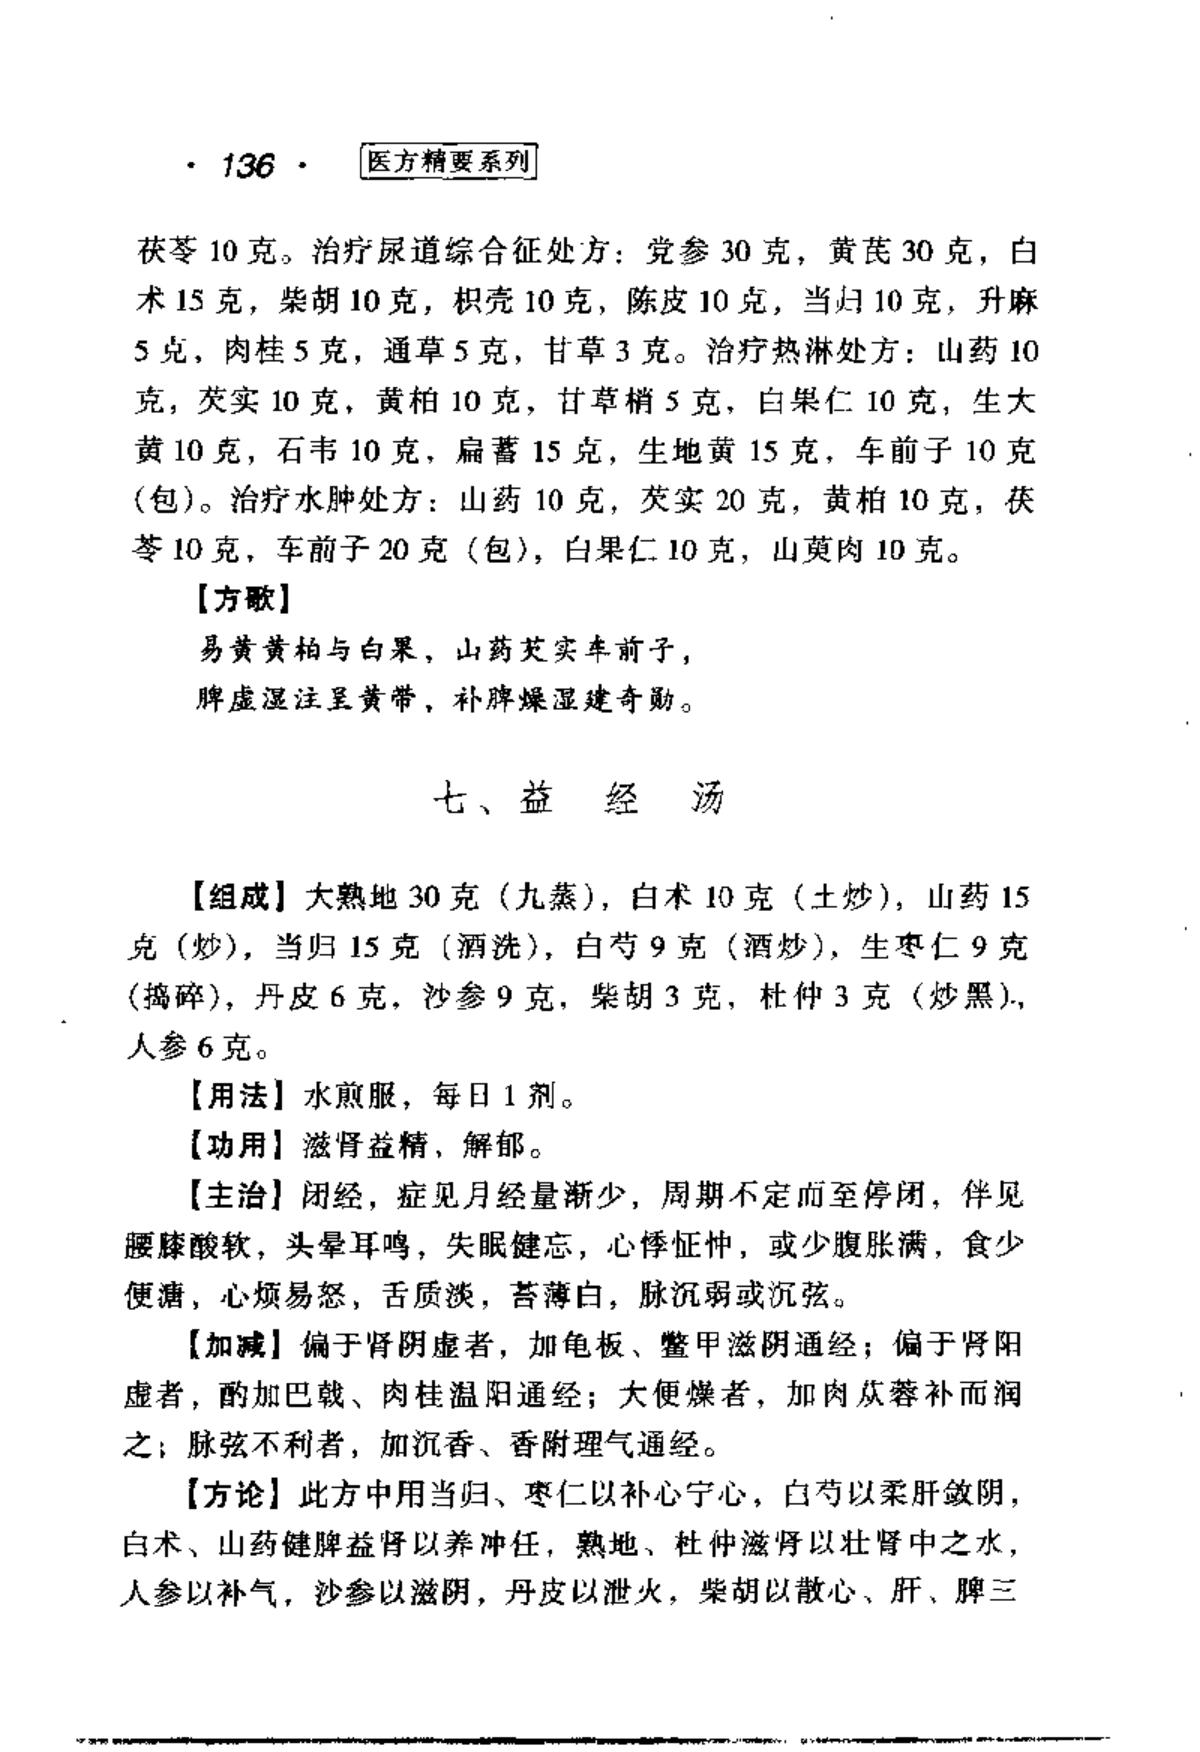 · 136 · 医方精要系列
茯苓 10 克。治疗尿道综合征处方：党参 30 克，黄芪 30 克，白
术 15 克，柴胡 10 克，枳壳 10 克，陈皮 10 克，当归 10 克，升麻
5 克，肉桂 5 克，通草 5 克，甘草 3 克。治疗热淋处方：山药 10
克，芡实 10 克，黄柏 10 克，甘草梢 5 克，白果仁 10 克，生大
黄 10 克，石韦 10 克，扁蓄 15 克，生地黄 15 克，车前子 10 克
（包）。治疗水肿处方：山药 10 克，芡实 20 克，黄柏 10 克，茯
苓 10 克，车前子 20 克（包），白果仁 10 克，山萸肉 10 克。
【方歌】
易黄黄柏与白果，山药芡实车前子，
脾虚湿注呈黄带，补脾燥湿建奇勋。
七、益 经 汤
【组成】大熟地 30 克（九蒸），白术 10 克（土炒），山药 15
克（炒），当归 15 克（酒洗），白芍 9 克（酒炒），生枣仁 9 克
（捣碎），丹皮 6 克，沙参 9 克，柴胡 3 克，杜仲 3 克（炒黑），
人参 6 克。
【用法】水煎服，每日 1 剂。
【功用】滋肾益精，解郁。
【主治】闭经，症见月经量渐少，周期不定而至停闭，伴见
腰膝酸软，头晕耳鸣，失眠健忘，心悸怔忡，或少腹胀满，食少
便溏，心烦易怒，舌质淡，苔薄白，脉沉弱或沉弦。
【加减】偏于肾阴虚者，加龟板、鳖甲滋阴通经；偏于肾阳
虚者，酌加巴戟、肉桂温阳通经；大便燥者，加肉苁蓉补而润
之；脉弦不利者，加沉香、香附理气通经。
【方论】此方中用当归、枣仁以补心宁心，白芍以柔肝敛阴，
白术、山药健脾益肾以养冲任，熟地、杜仲滋肾以壮肾中之水，
人参以补气，沙参以滋阴，丹皮以泄火，柴胡以散心、肝、脾三